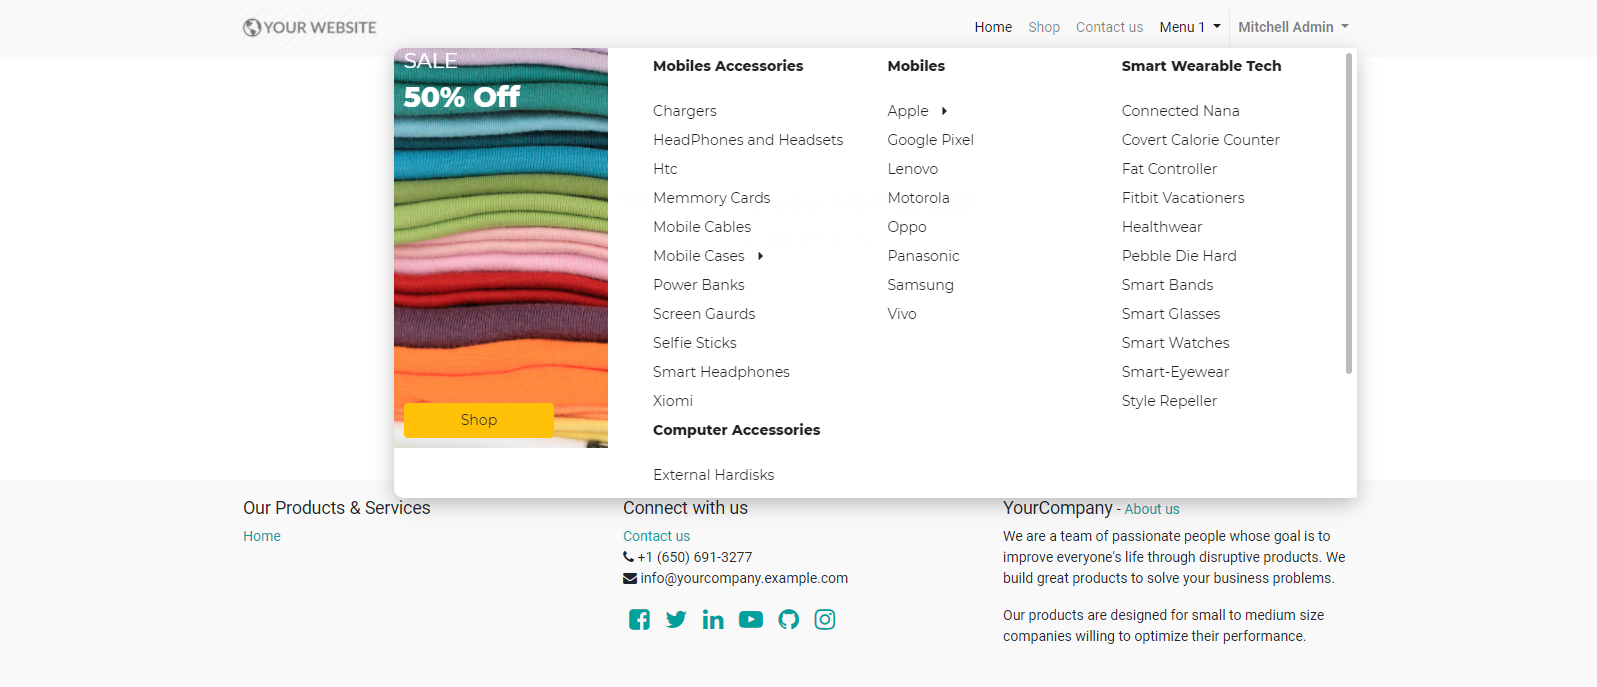 YOUR WEBSITE
Home Shop Contact us Menu 1 Mitchell Admin
SALE
50% Off
Shop
Mobiles Accessories
Chargers
HeadPhones and Headsets
Htc
Memmory Cards
Mobile Cables
Mobile Cases
Power Banks
Screen Gaurds
Selfie Sticks
Smart Headphones
Xiomi
Computer Accessories
External Hardisks
Mobiles
Apple
Google Pixel
Lenovo
Motorola
Oppo
Panasonic
Samsung
Vivo
Smart Wearable Tech
Connected Nana
Covert Calorie Counter
Fat Controller
Fitbit Vacationers
Healthwear
Pebble Die Hard
Smart Bands
Smart Glasses
Smart Watches
Smart-Eyewear
Style Repeller
Our Products & Services
Home
Connect with us
Contact us
+1 (650) 691-3277
info@yourcompany.example.com
YourCompany - About us
We are a team of passionate people whose goal is to
improve everyone's life through disruptive products. We
build great products to solve your business problems.
Our products are designed for small to medium size
companies willing to optimize their performance.